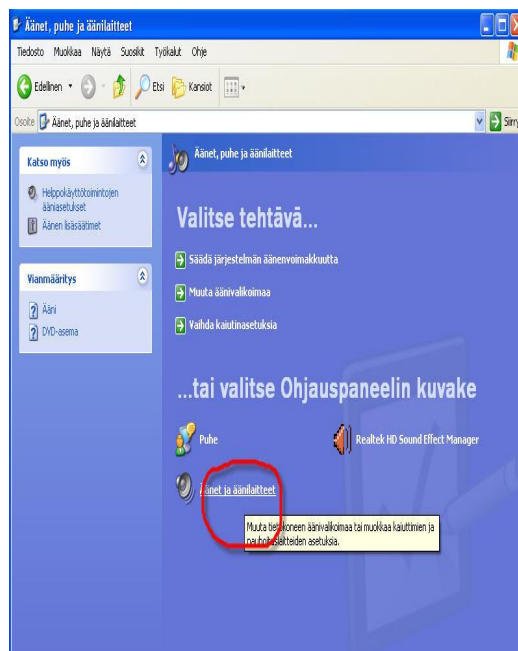 Äänet, puhe ja äänilaitteet
Tiedosto Muokkaa Näytä Suosikit Työkalut Ohje
Edellinen Etsi Kansiot
Osoite Äänet, puhe ja äänilaitteet Siirry
Katso myös
Helppokäyttötoimintojen
ääniasetukset
Äänen lisäsäätimet
Vianmääritys
Ääni
DVD-asema
Äänet, puhe ja äänilaitteet
Valitse tehtävä...
Säädä järjestelmän äänenvoimakkuutta
Muuta äänivalikoimaa
Vaihda kaiutinasetuksia
...tai valitse Ohjauspaneelin kuvake
Puhe
Realtek HD Sound Effect Manager
Äänet ja äänilaitteet
Muuta tietokoneen äänivalikoimaa tai muokkaa kaiuttimien ja
nauhoituslaitteiden asetuksia.